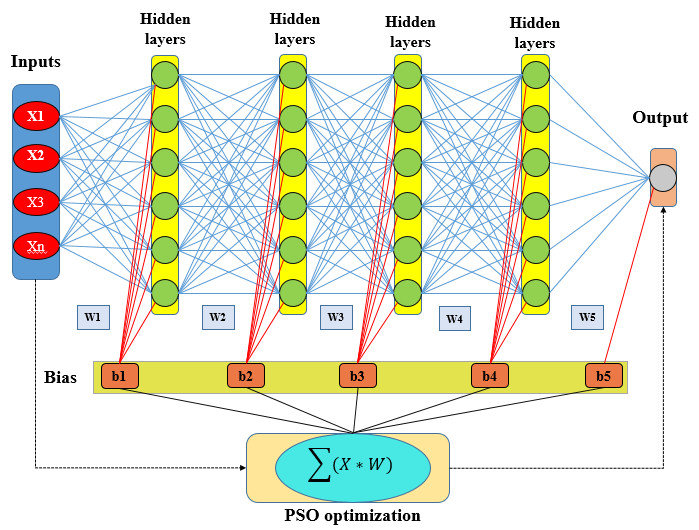 Hidden
layers
Hidden
layers
Hidden
layers
Hidden
layers
Inputs
X1
X2
X3
Xn
Output
W1
W2
W3
W4
W5
Bias
b1
b2
b3
b4
b5
∑(X * W)
PSO optimization